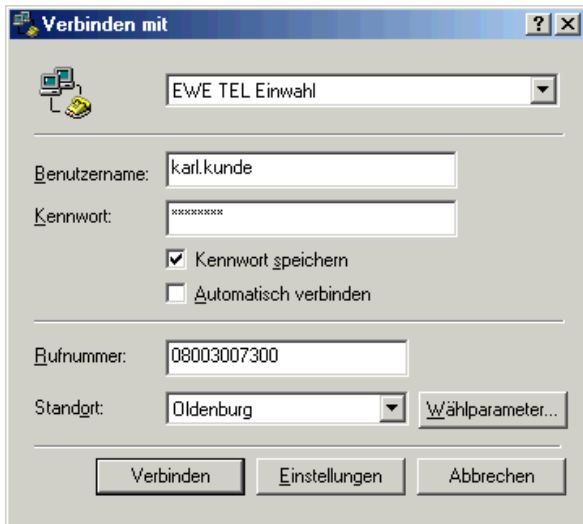 Verbinden mit
EWE TEL Einwahl
Benutzername: karl.kunde
Kennwort: ********
Kennwort speichern
Automatisch verbinden
Rufnummer: 08003007300
Standort: Oldenburg Wählparameter...
Verbinden Einstellungen Abbrechen